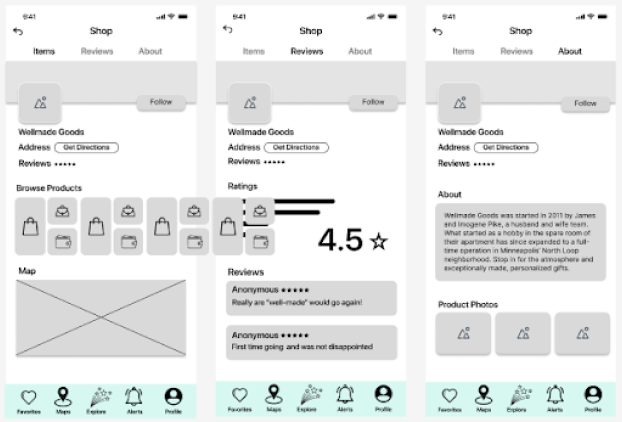 9:41
Shop
Items Reviews About
Follow
Wellmade Goods
Address Get Directions
Reviews
Browse Products
Map
Favorites Maps Explore Alerts Profile
9:41
Shop
Items Reviews About
Follow
Wellmade Goods
Address Get Directions
Reviews
Ratings
4.5
Reviews
Anonymous
Really are "well-made" would go again!
Anonymous
First time going and was not disappointed
Favorites Maps Explore Alerts Profile
9:41
Shop
Items Reviews About
Follow
Wellmade Goods
Address Get Directions
Reviews
About
Wellmade Goods was started in 2011 by James
and Imogene Pike, a husband and wife team.
What started as a hobby in the spare room of
their apartment has since expanded to a full-
time operation in Minneapolis' North Loop
neighborhood. Stop in for the atmosphere and
exceptionally made, personalized gifts.
Product Photos
Favorites Maps Explore Alerts Profile